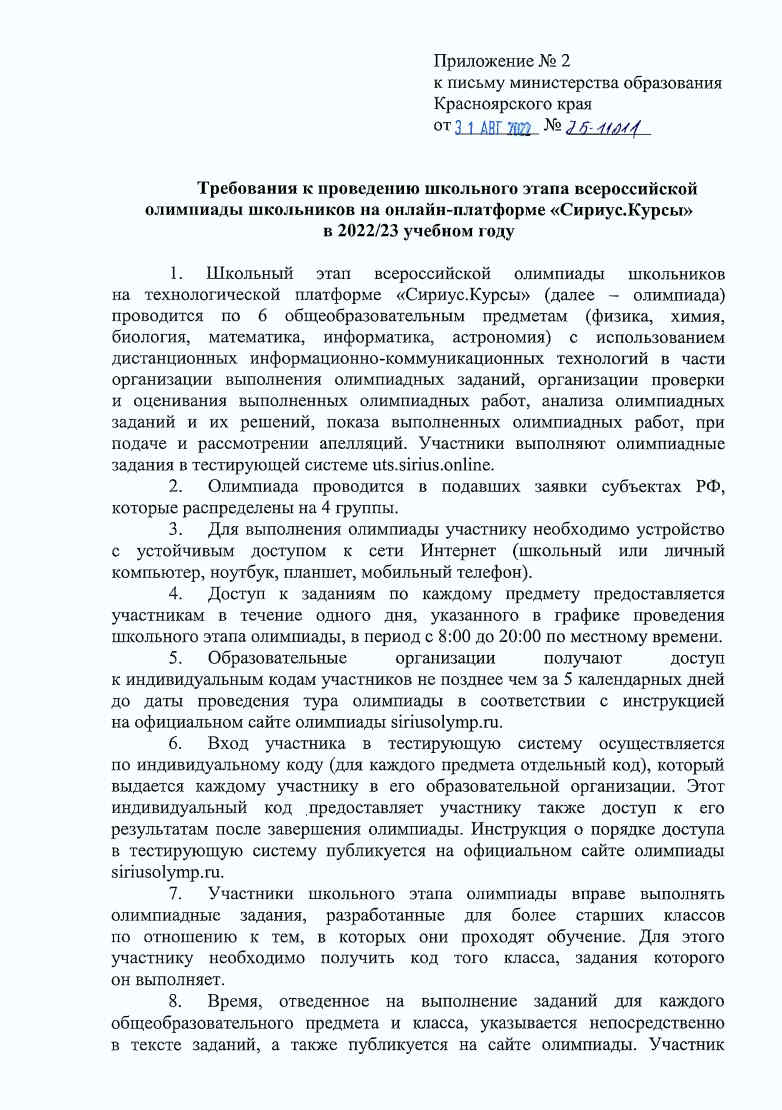 Приложение № 2
к письму министерства образования
Красноярского края
от 31 АВГ 2022 № 75-11011
Требования к проведению школьного этапа всероссийской
олимпиады школьников на онлайн-платформе «Сириус.Курсы»
в 2022/23 учебном году
1. Школьный этап всероссийской олимпиады школьников
на технологической платформе «Сириус.Курсы» (далее – олимпиада)
проводится по 6 общеобразовательным предметам (физика, химия,
биология, математика, информатика, астрономия) с использованием
дистанционных информационно-коммуникационных технологий в части
организации выполнения олимпиадных заданий, организации проверки
и оценивания выполненных олимпиадных работ, анализа олимпиадных
заданий и их решений, показа выполненных олимпиадных работ, при
подаче и рассмотрении апелляций. Участники выполняют олимпиадные
задания в тестирующей системе uts.sirius.online.
2. Олимпиада проводится в подавших заявки субъектах РФ,
которые распределены на 4 группы.
3. Для выполнения олимпиады участнику необходимо устройство
с устойчивым доступом к сети Интернет (школьный или личный
компьютер, ноутбук, планшет, мобильный телефон).
4. Доступ к заданиям по каждому предмету предоставляется
участникам в течение одного дня, указанного в графике проведения
школьного этапа олимпиады, в период с 8:00 до 20:00 по местному времени.
5. Образовательные организации получают доступ
к индивидуальным кодам участников не позднее чем за 5 календарных дней
до даты проведения тура олимпиады в соответствии с инструкцией
на официальном сайте олимпиады siriusolymp.ru.
6. Вход участника в тестирующую систему осуществляется
по индивидуальному коду (для каждого предмета отдельный код), который
выдается каждому участнику в его образовательной организации. Этот
индивидуальный код предоставляет участнику также доступ к его
результатам после завершения олимпиады. Инструкция о порядке доступа
в тестирующую систему публикуется на официальном сайте олимпиады
siriusolymp.ru.
7. Участники школьного этапа олимпиады вправе выполнять
олимпиадные задания, разработанные для более старших классов
по отношению к тем, в которых они проходят обучение. Для этого
участнику необходимо получить код того класса, задания которого
он выполняет.
8. Время, отведенное на выполнение заданий для каждого
общеобразовательного предмета и класса, указывается непосредственно
в тексте заданий, а также публикуется на сайте олимпиады. Участник